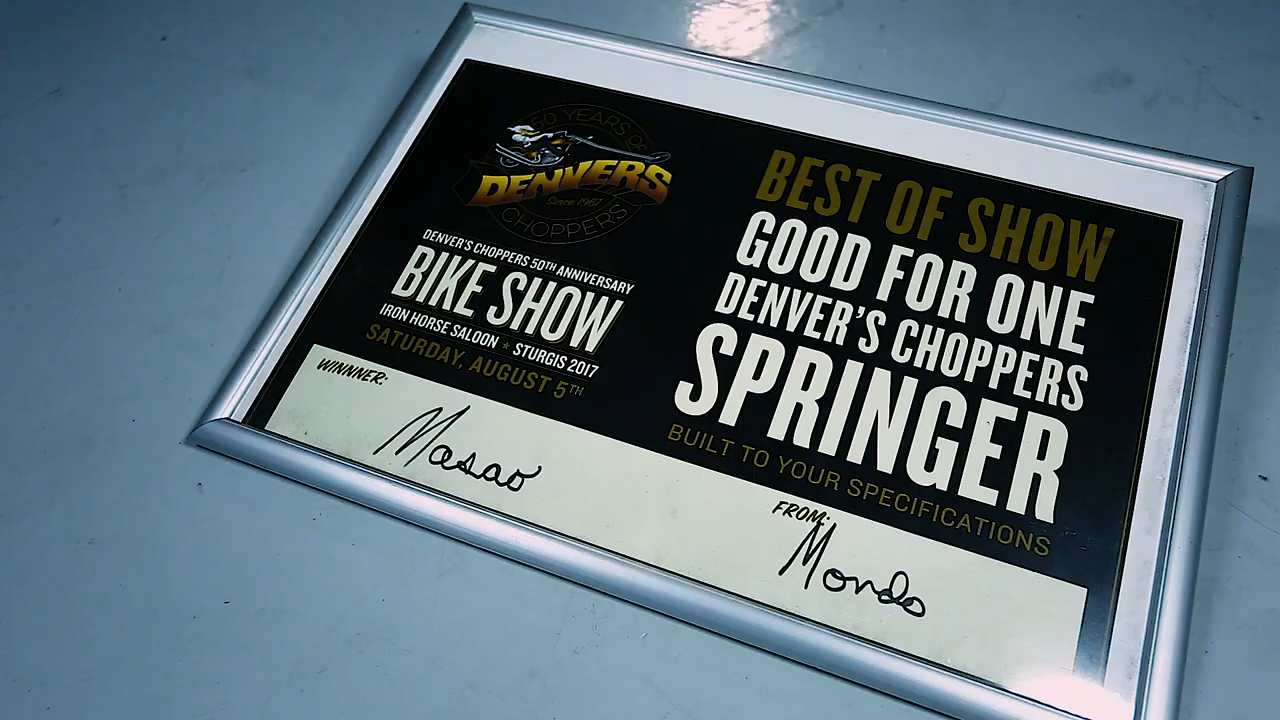 50 YEARS OF
DENVERS
Since 1967
CHOPPERS
DENVER'S CHOPPERS 50TH ANNIVERSARY
BIKE SHOW
IRON HORSE SALOON ★ STURGIS 2017
SATURDAY, AUGUST 5TH
BEST OF SHOW
GOOD FOR ONE
DENVER'S CHOPPERS
SPRINGER
BUILT TO YOUR SPECIFICATIONS
WINNNER:
Masao
FROM:
Mondo